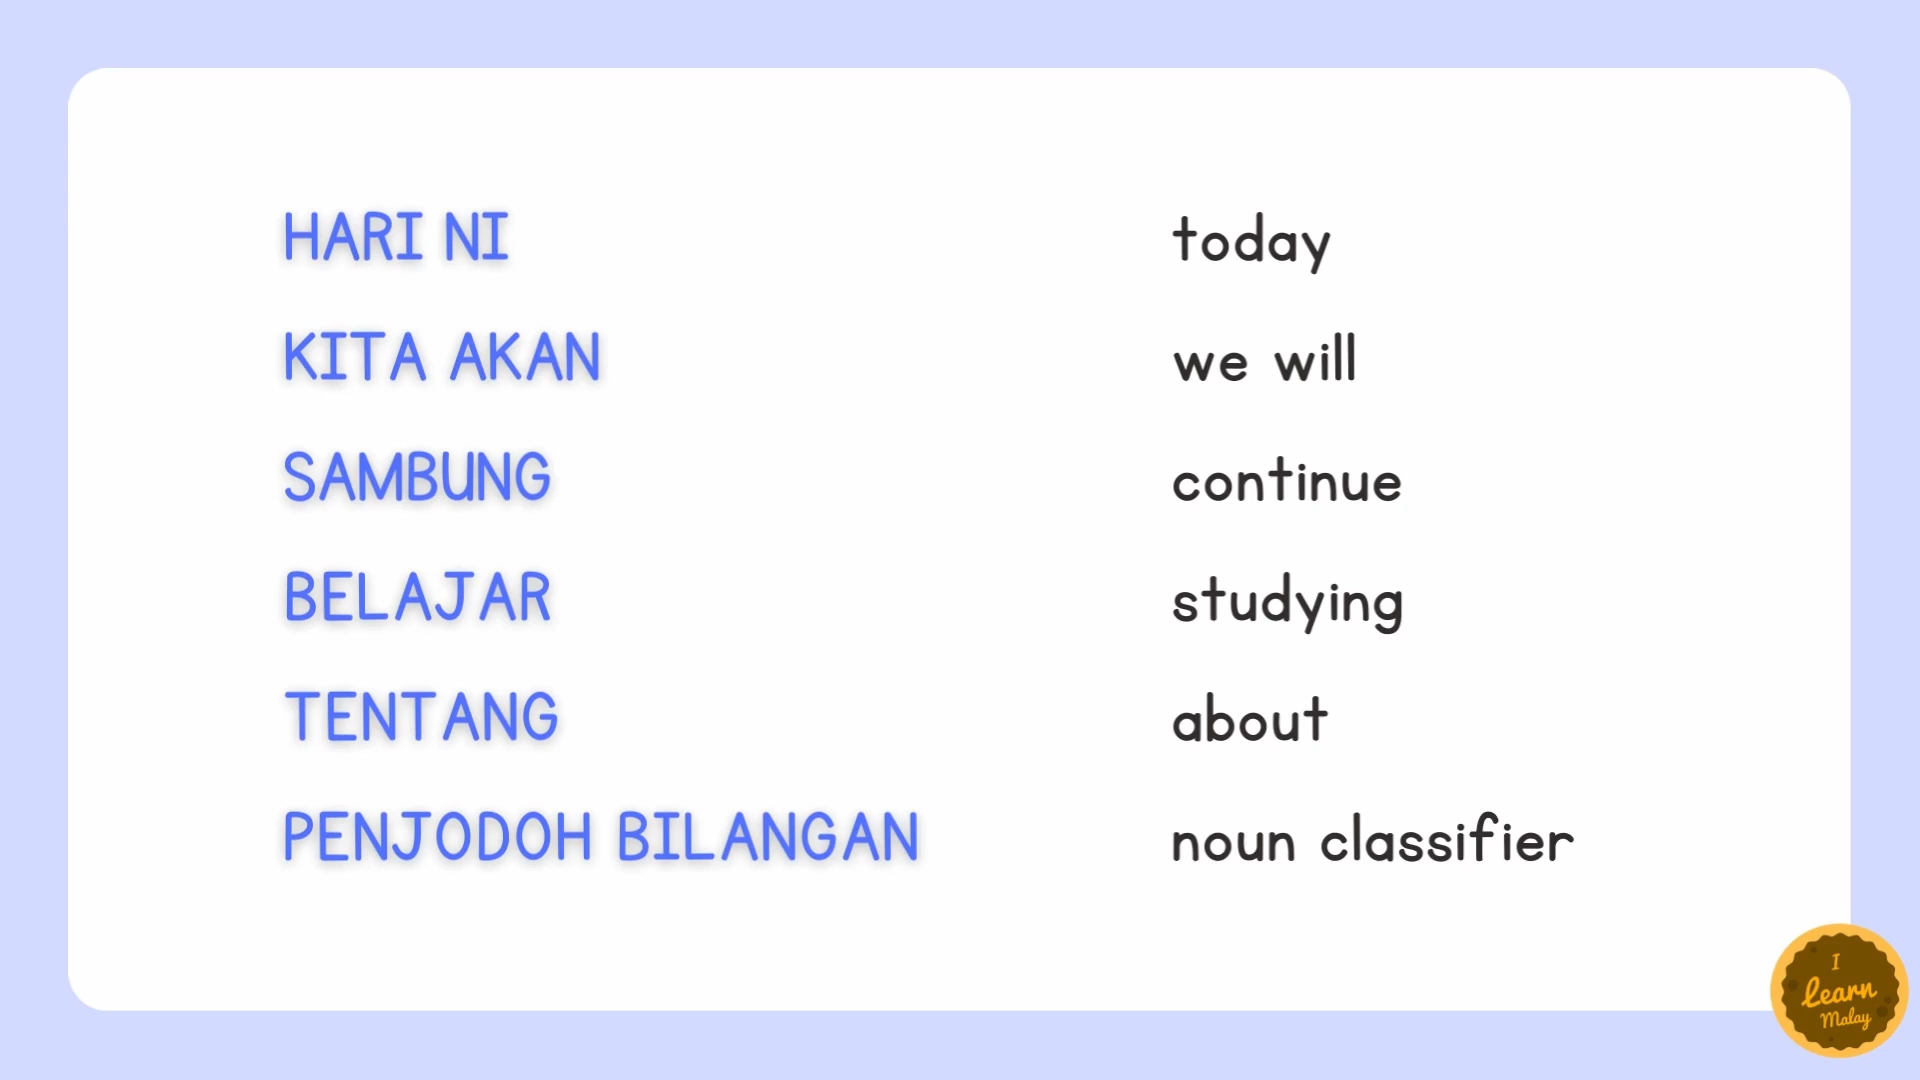 HARI NI today
KITA AKAN we will
SAMBUNG continue
BELAJAR studying
TENTANG about
PENJODOH BILANGAN noun classifier
I
Learn
Malay